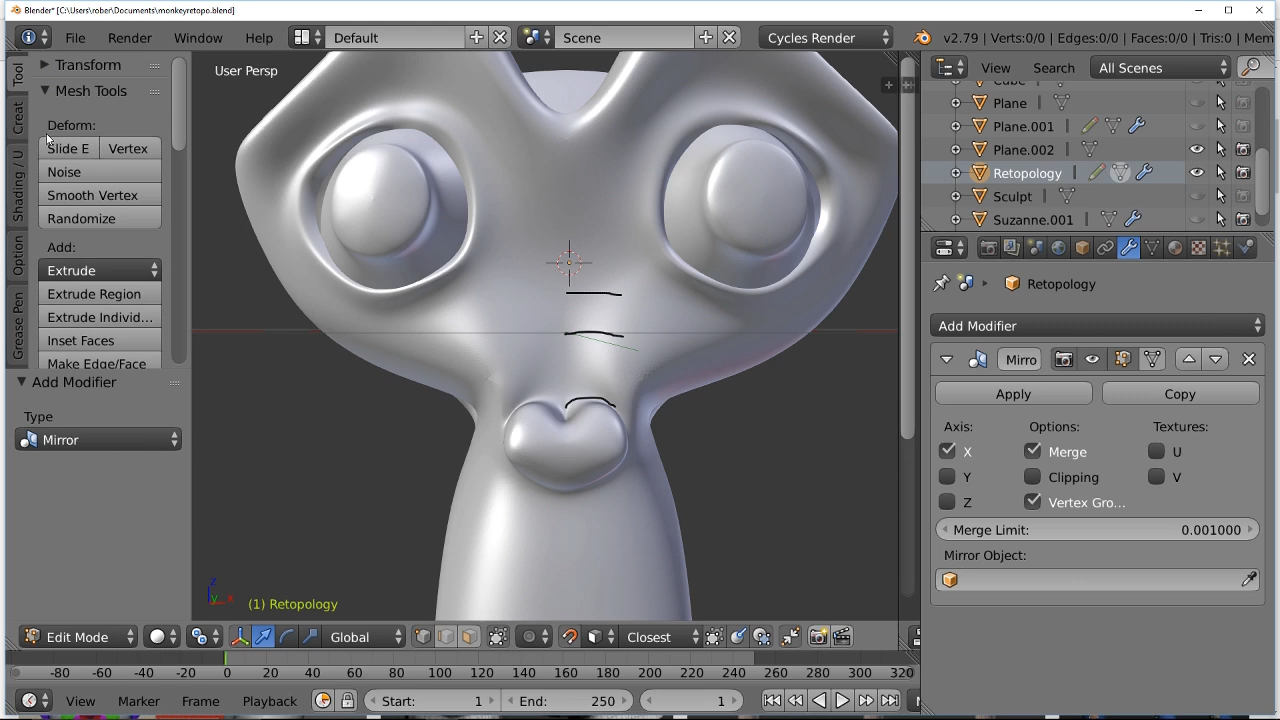 Blender* [C:\Users\rober\Documents\monkeyretopo.blend]
File Render Window Help Default Scene Cycles Render v2.79 | Verts:0/0 | Edges:0/0 | Faces:0/0 | Tris:0 | Mem
Tool
Creat
Shading / U
Option
Grease Pen
Transform
Mesh Tools
Deform:
Slide E Vertex
Noise
Smooth Vertex
Randomize
Add:
Extrude
Extrude Region
Extrude Individ...
Inset Faces
Make Edge/Face
Add Modifier
Type
Mirror
User Persp
z
x
(1) Retopology
View Search All Scenes
Cube
Plane
Plane.001
Plane.002
Retopology
Sculpt
Suzanne.001
Retopology
Add Modifier
Mirro
Apply Copy
Axis: Options: Textures:
X Merge U
Y Clipping V
Z Vertex Gro...
Merge Limit: 0.001000
Mirror Object:
Edit Mode Global Closest
-80 -60 -40 -20 0 20 40 60 80 100 120 140 160 180 200 220 240 260 280 300 320
View Marker Frame Playback Start: 1 End: 250 1